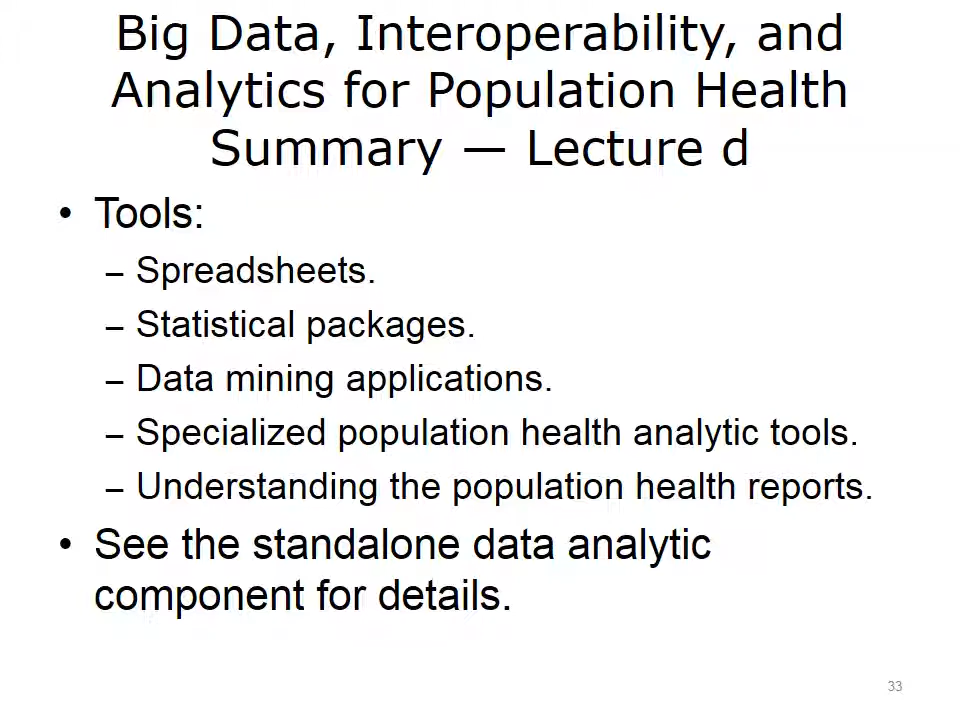 Big Data, Interoperability, and
Analytics for Population Health
Summary — Lecture d
• Tools:
– Spreadsheets.
– Statistical packages.
– Data mining applications.
– Specialized population health analytic tools.
– Understanding the population health reports.
• See the standalone data analytic
component for details.
33